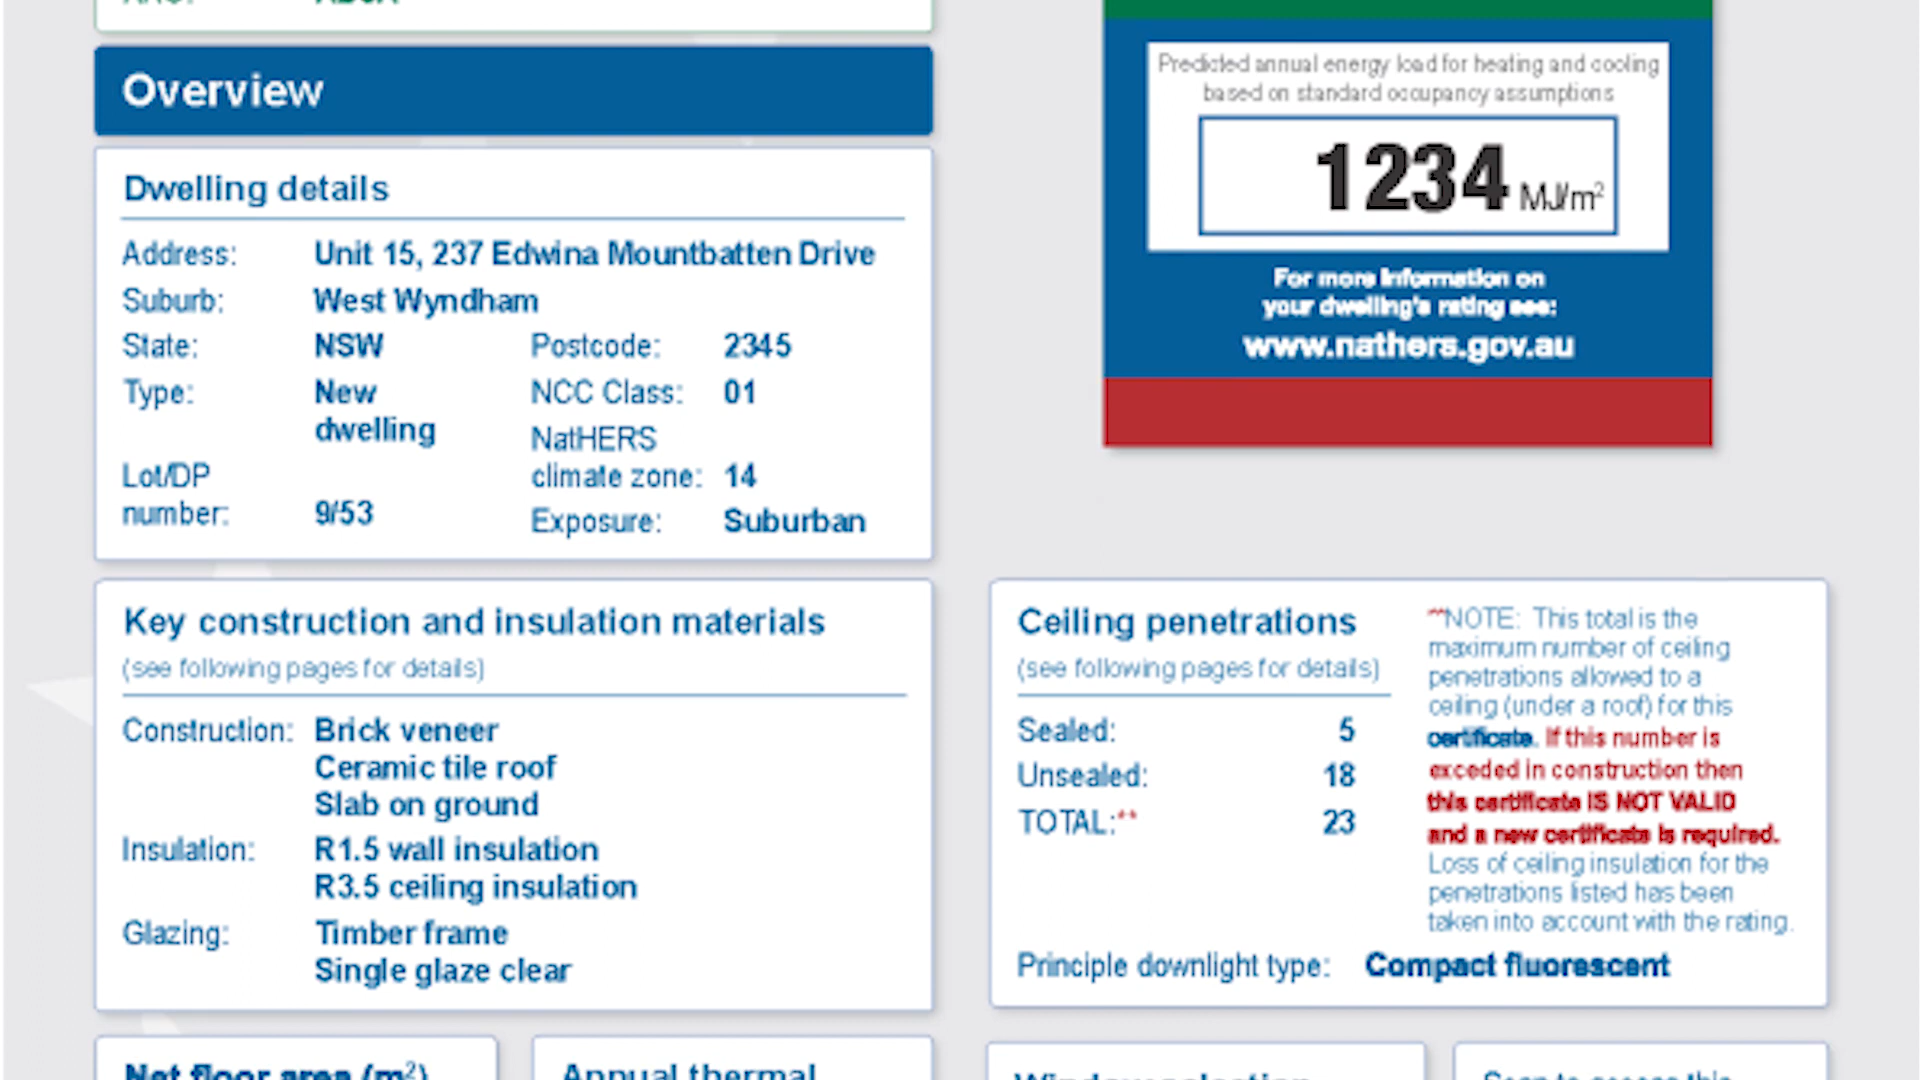 Overview
Dwelling details
Address: Unit 15, 237 Edwina Mountbatten Drive
Suburb: West Wyndham
State: NSW Postcode: 2345
Type: New dwelling NCC Class: 01
NatHERS climate zone: 14
Lot/DP number: 9/53
Exposure: Suburban
Predicted annual energy load for heating and cooling
based on standard occupancy assumptions
1234 MJ/m²
For more information on
your dwelling's rating see:
www.nathers.gov.au
Key construction and insulation materials
(see following pages for details)
Construction: Brick veneer
Ceramic tile roof
Slab on ground
Insulation: R1.5 wall insulation
R3.5 ceiling insulation
Glazing: Timber frame
Single glaze clear
Ceiling penetrations
(see following pages for details)
Sealed: 5
Unsealed: 18
TOTAL:** 23
**NOTE: This total is the
maximum number of ceiling
penetrations allowed to a
ceiling (under a roof) for this
certificate. If this number is
exceded in construction then
this certificate IS NOT VALID
and a new certificate is required.
Loss of ceiling insulation for the
penetrations listed has been
taken into account with the rating.
Principle downlight type: Compact fluorescent
Net floor area (m²)
Annual thermal
Window selection